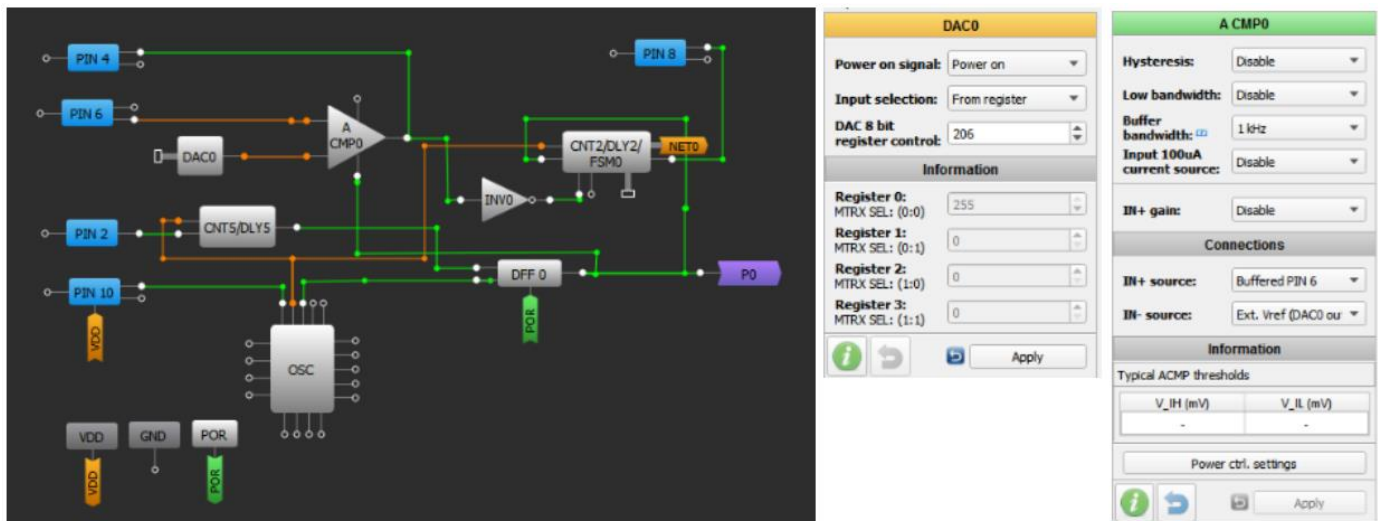 PIN 4
PIN 8
PIN 6
A
CMP0
DAC0
CNT2/DLY2/
FSM0
NET0
INV0
PIN 2
CNT5/DLY5
DFF 0
P0
PIN 10
VDD
POR
OSC
VDD
GND
POR
VDD
POR
DAC0
Power on signal: Power on
Input selection: From register
DAC 8 bit
register control: 206
Information
Register 0:
MTRX SEL: (0:0) 255
Register 1:
MTRX SEL: (0:1) 0
Register 2:
MTRX SEL: (1:0) 0
Register 3:
MTRX SEL: (1:1) 0
Apply
A CMP0
Hysteresis: Disable
Low bandwidth: Disable
Buffer
bandwidth: 1 kHz
Input 100uA
current source: Disable
IN+ gain: Disable
Connections
IN+ source: Buffered PIN 6
IN- source: Ext. Vref (DAC0 ou
Information
Typical ACMP thresholds
V_IH (mV) V_IL (mV)
- -
Power ctrl. settings
Apply